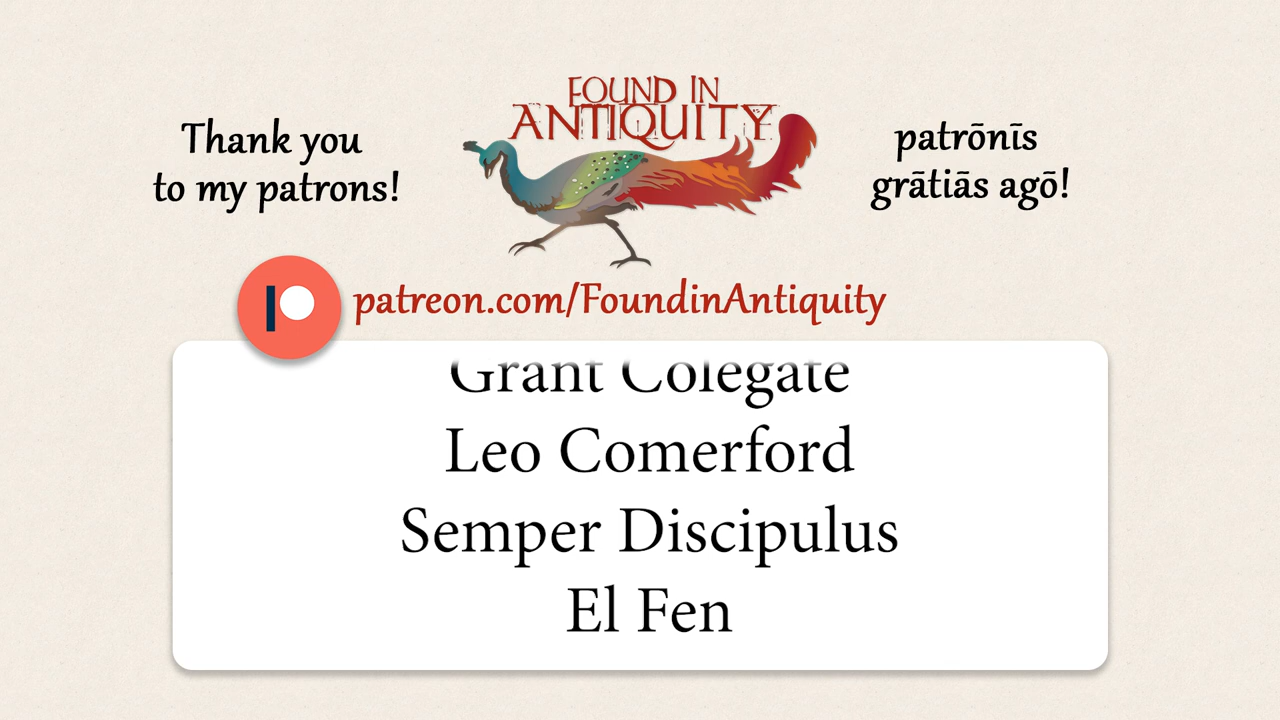 Thank you
to my patrons!
FOUND IN
ANTIQUITY
patrōnīs
grātiās agō!
patreon.com/FoundinAntiquity
Grant Colegate
Leo Comerford
Semper Discipulus
El Fen